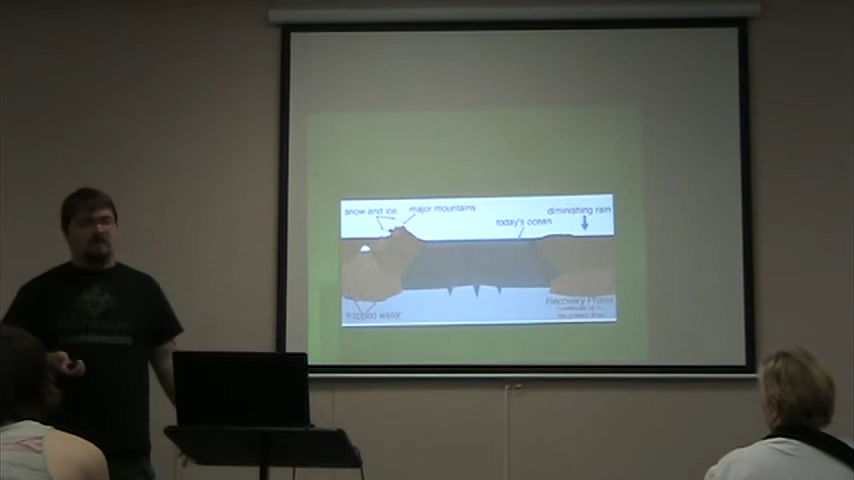 snow and ice
major mountains
diminishing rain
today's ocean
Recovery Phase
trapped water